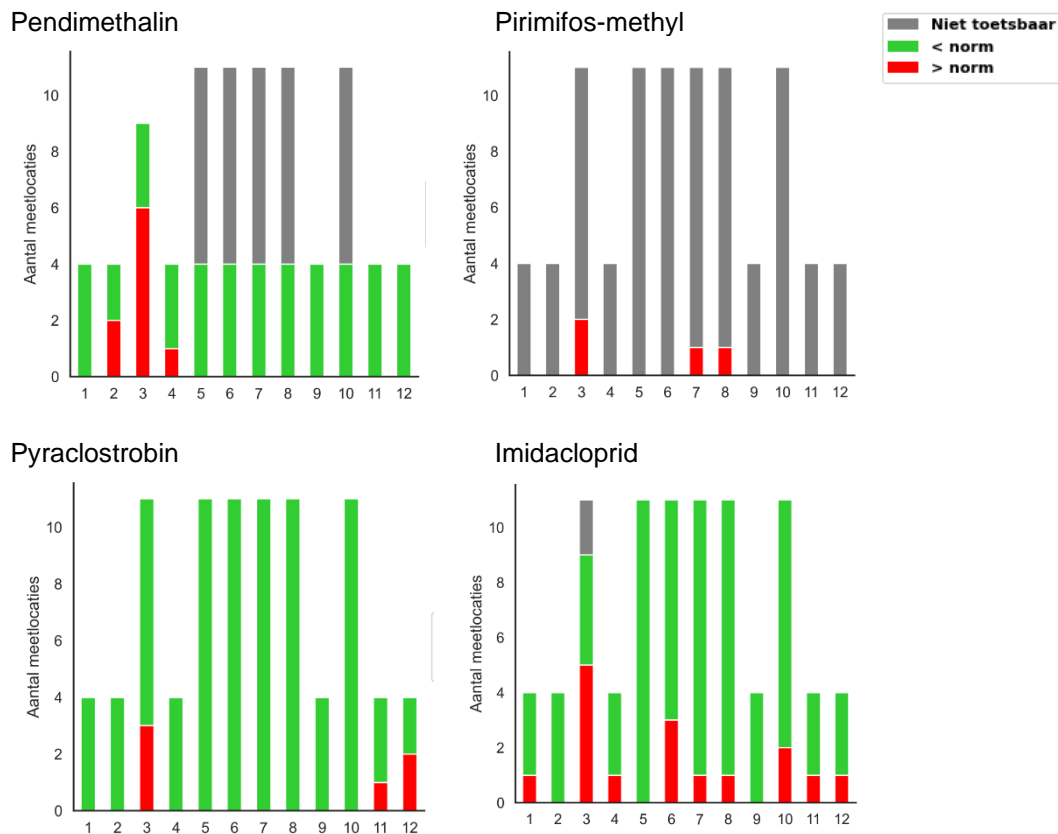 Pendimethalin
Pirimifos-methyl
Niet toetsbaar
< norm
> norm
Aantal meetlocaties
10
8
6
4
2
0
1 2 3 4 5 6 7 8 9 10 11 12
Aantal meetlocaties
10
8
6
4
2
0
1 2 3 4 5 6 7 8 9 10 11 12
Pyraclostrobin
Imidacloprid
Aantal meetlocaties
10
8
6
4
2
0
1 2 3 4 5 6 7 8 9 10 11 12
Aantal meetlocaties
10
8
6
4
2
0
1 2 3 4 5 6 7 8 9 10 11 12